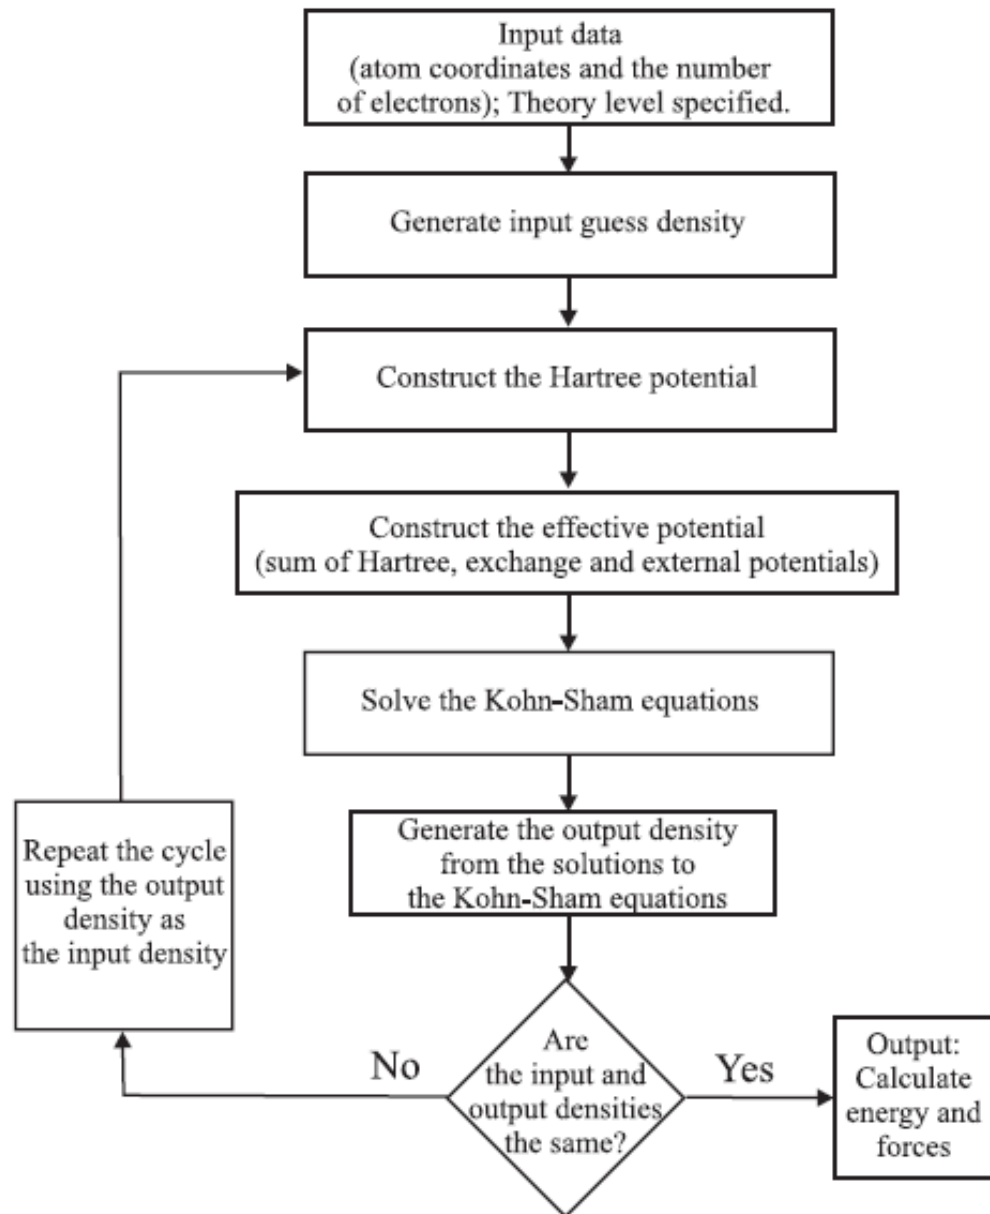 Input data
(atom coordinates and the number
of electrons); Theory level specified.
Generate input guess density
Construct the Hartree potential
Construct the effective potential
(sum of Hartree, exchange and external potentials)
Solve the Kohn-Sham equations
Generate the output density
from the solutions to
the Kohn-Sham equations
Repeat the cycle
using the output
density as
the input density
No
Are
the input and
output densities
the same?
Yes
Output:
Calculate
energy and
forces